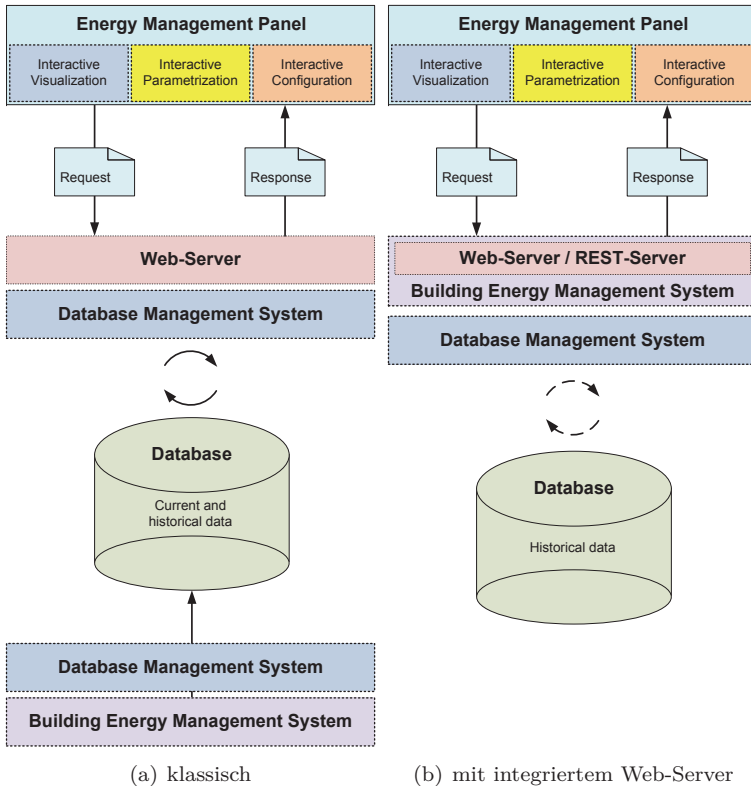 Energy Management Panel
Interactive
Visualization
Interactive
Parametrization
Interactive
Configuration
Request
Response
Web-Server
Database Management System
Database
Current and
historical data
Database Management System
Building Energy Management System
(a) klassisch
Energy Management Panel
Interactive
Visualization
Interactive
Parametrization
Interactive
Configuration
Request
Response
Web-Server / REST-Server
Building Energy Management System
Database Management System
Database
Historical data
(b) mit integriertem Web-Server